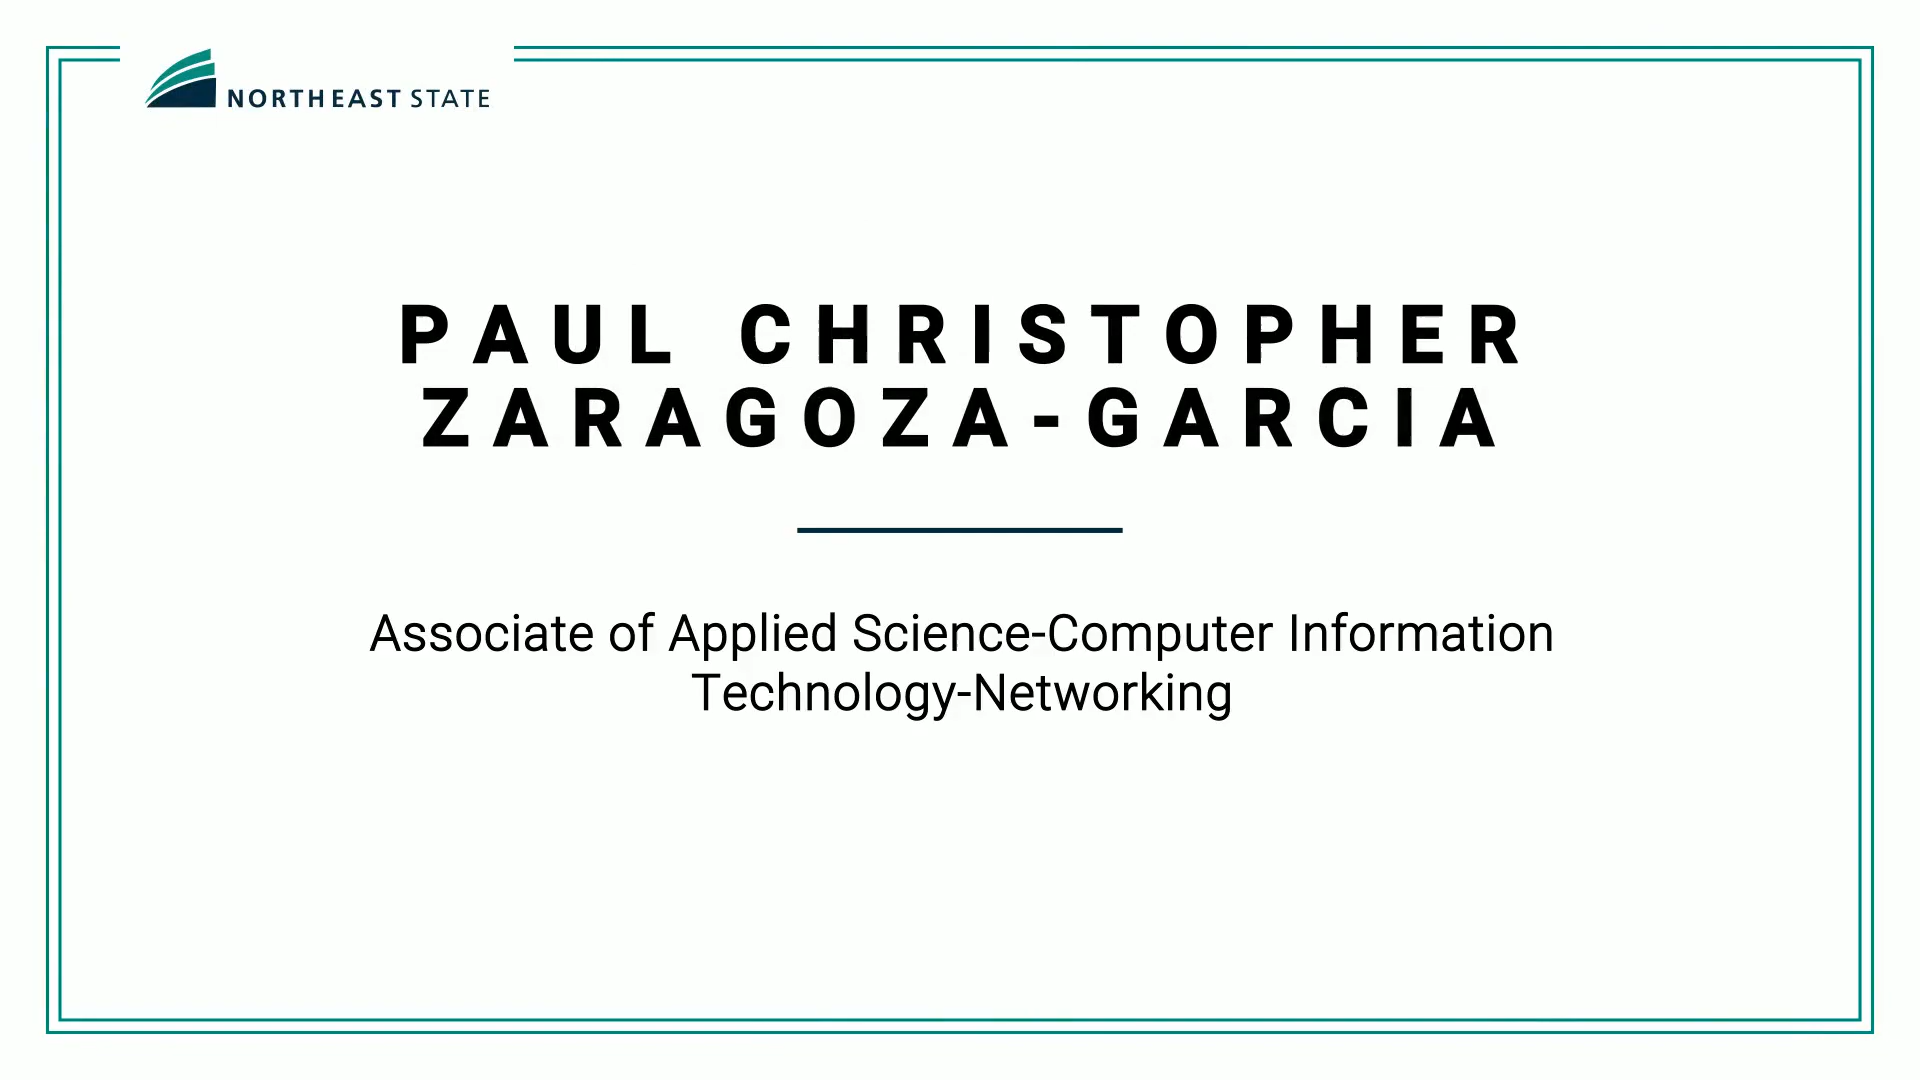 NORTHEAST STATE
PAUL CHRISTOPHER
ZARAGOZA-GARCIA
Associate of Applied Science-Computer Information
Technology-Networking